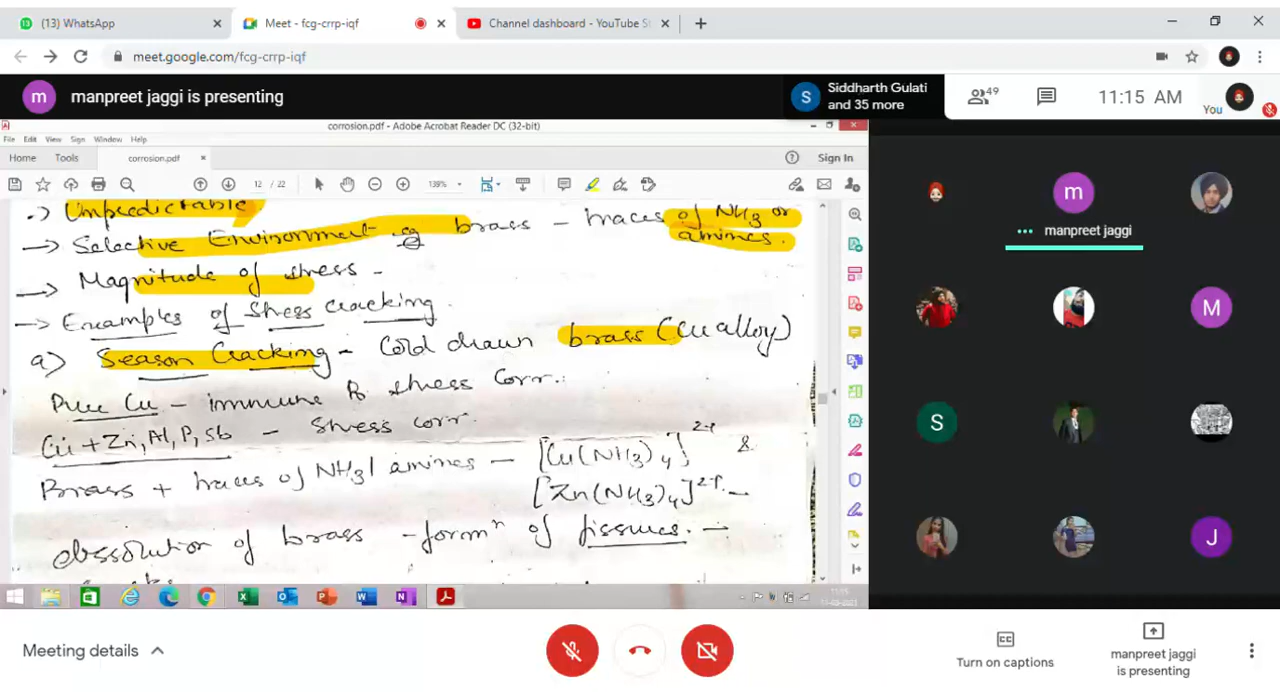 (13) WhatsApp
Meet - fcg-crrp-iqf
Channel dashboard - YouTube St
meet.google.com/fcg-crrp-iqf
m manpreet jaggi is presenting
S Siddharth Gulati
and 35 more
49
11:15 AM
You
corrosion.pdf - Adobe Acrobat Reader DC (32-bit)
File Edit View Sign Window Help
Home Tools corrosion.pdf Sign In
12 / 22 139%
·) Unpredictable
→ Selective Environment eg brass - traces of NH3 or
amines.
→ Magnitude of stress -
→ Examples of Stress cracking
a) Season Cracking - Cold drawn brass (Cu alloy)
Pure Cu - immune to stress Corr.
Cu + Zn, Al, P, Sb - Stress corr.
Brass + traces of NH3/ amines - [Cu(NH3)4]2+ &
[Zn(NH3)4]2+ -
dissolution of brass - formn of fissures. -
m
manpreet jaggi
M
S
J
11:15
Meeting details
Turn on captions
manpreet jaggi
is presenting